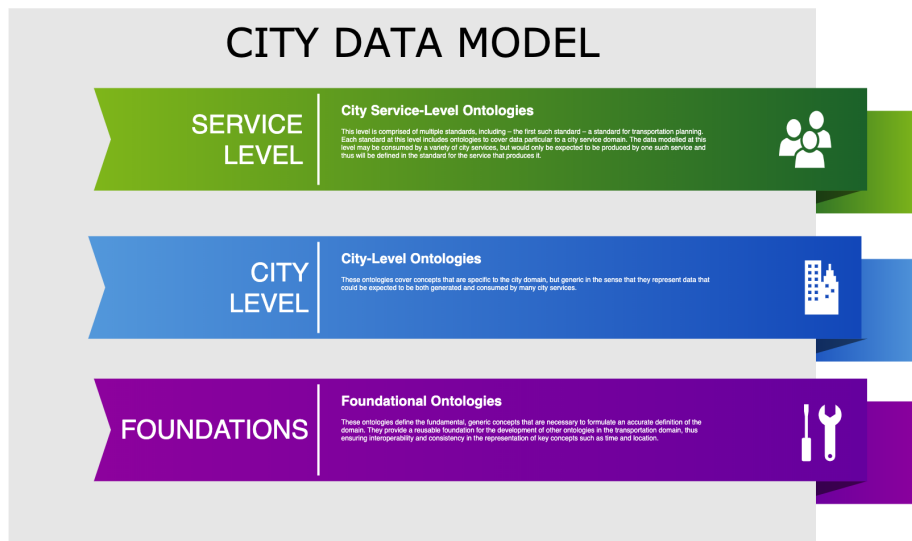 CITY DATA MODEL
SERVICE
LEVEL
City Service-Level Ontologies
This level is comprised of multiple standards, including – the first such standard – a standard for transportation planning.
Each standard at this level includes ontologies to cover data particular to a city service domain. The data modelled at this
level may be consumed by a variety of city services, but would only be expected to be produced by one such service and
thus will be defined in the standard for the service that produces it.
CITY
LEVEL
City-Level Ontologies
These ontologies cover concepts that are specific to the city domain, but generic in the sense that they represent data that
could be expected to be both generated and consumed by many city services.
FOUNDATIONS
Foundational Ontologies
These ontologies define the fundamental, generic concepts that are necessary to formulate an accurate definition of the
domain. They provide a reusable foundation for the development of other ontologies in the transportation domain, thus
ensuring interoperability and consistency in the representation of key concepts such as time and location.